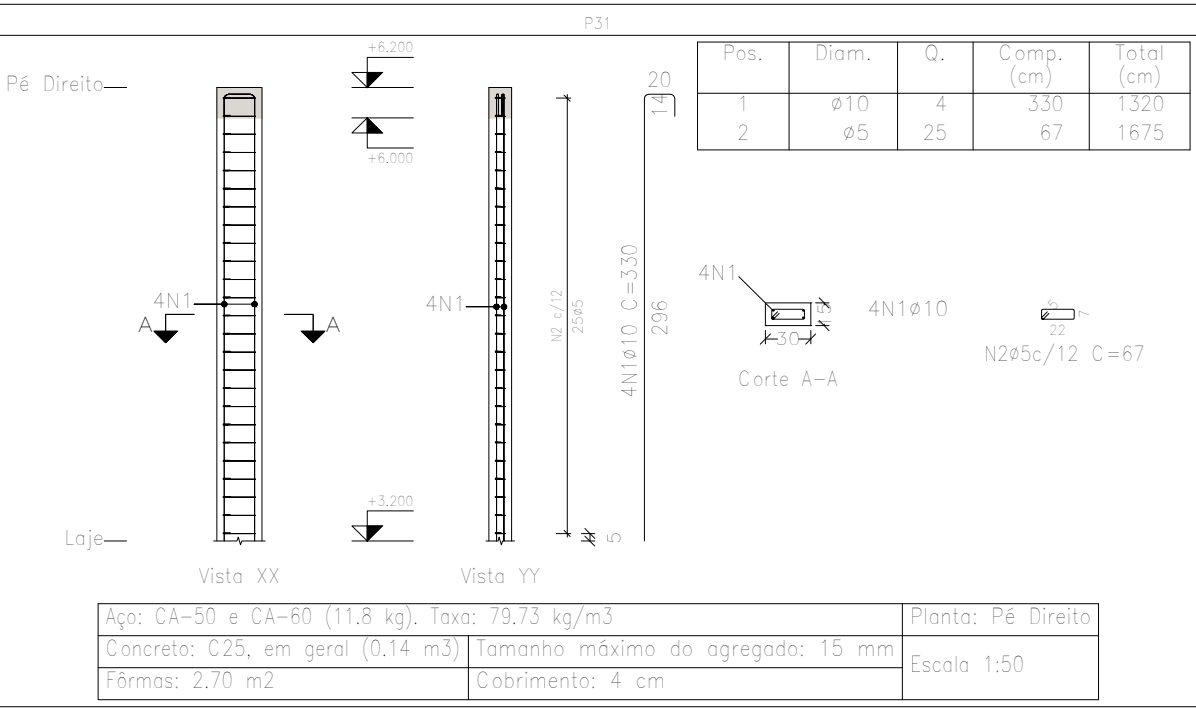 P31
Pé Direito
+6.200
+6.000
+3.200
Laje
4N1
A
A
Vista XX
4N1
Vista YY
N2 c/12
25ø5
5
20
14
4N1ø10 C=330
296
Pos. Diam. Q. Comp. (cm) Total (cm)
1 ø10 4 330 1320
2 ø5 25 67 1675
4N1
15
30
Corte A-A
4N1ø10
5
7
22
N2ø5c/12 C=67
Aço: CA-50 e CA-60 (11.8 kg). Taxa: 79.73 kg/m3
Planta: Pé Direito
Concreto: C25, em geral (0.14 m3)
Tamanho máximo do agregado: 15 mm
Escala 1:50
Fôrmas: 2.70 m2
Cobrimento: 4 cm